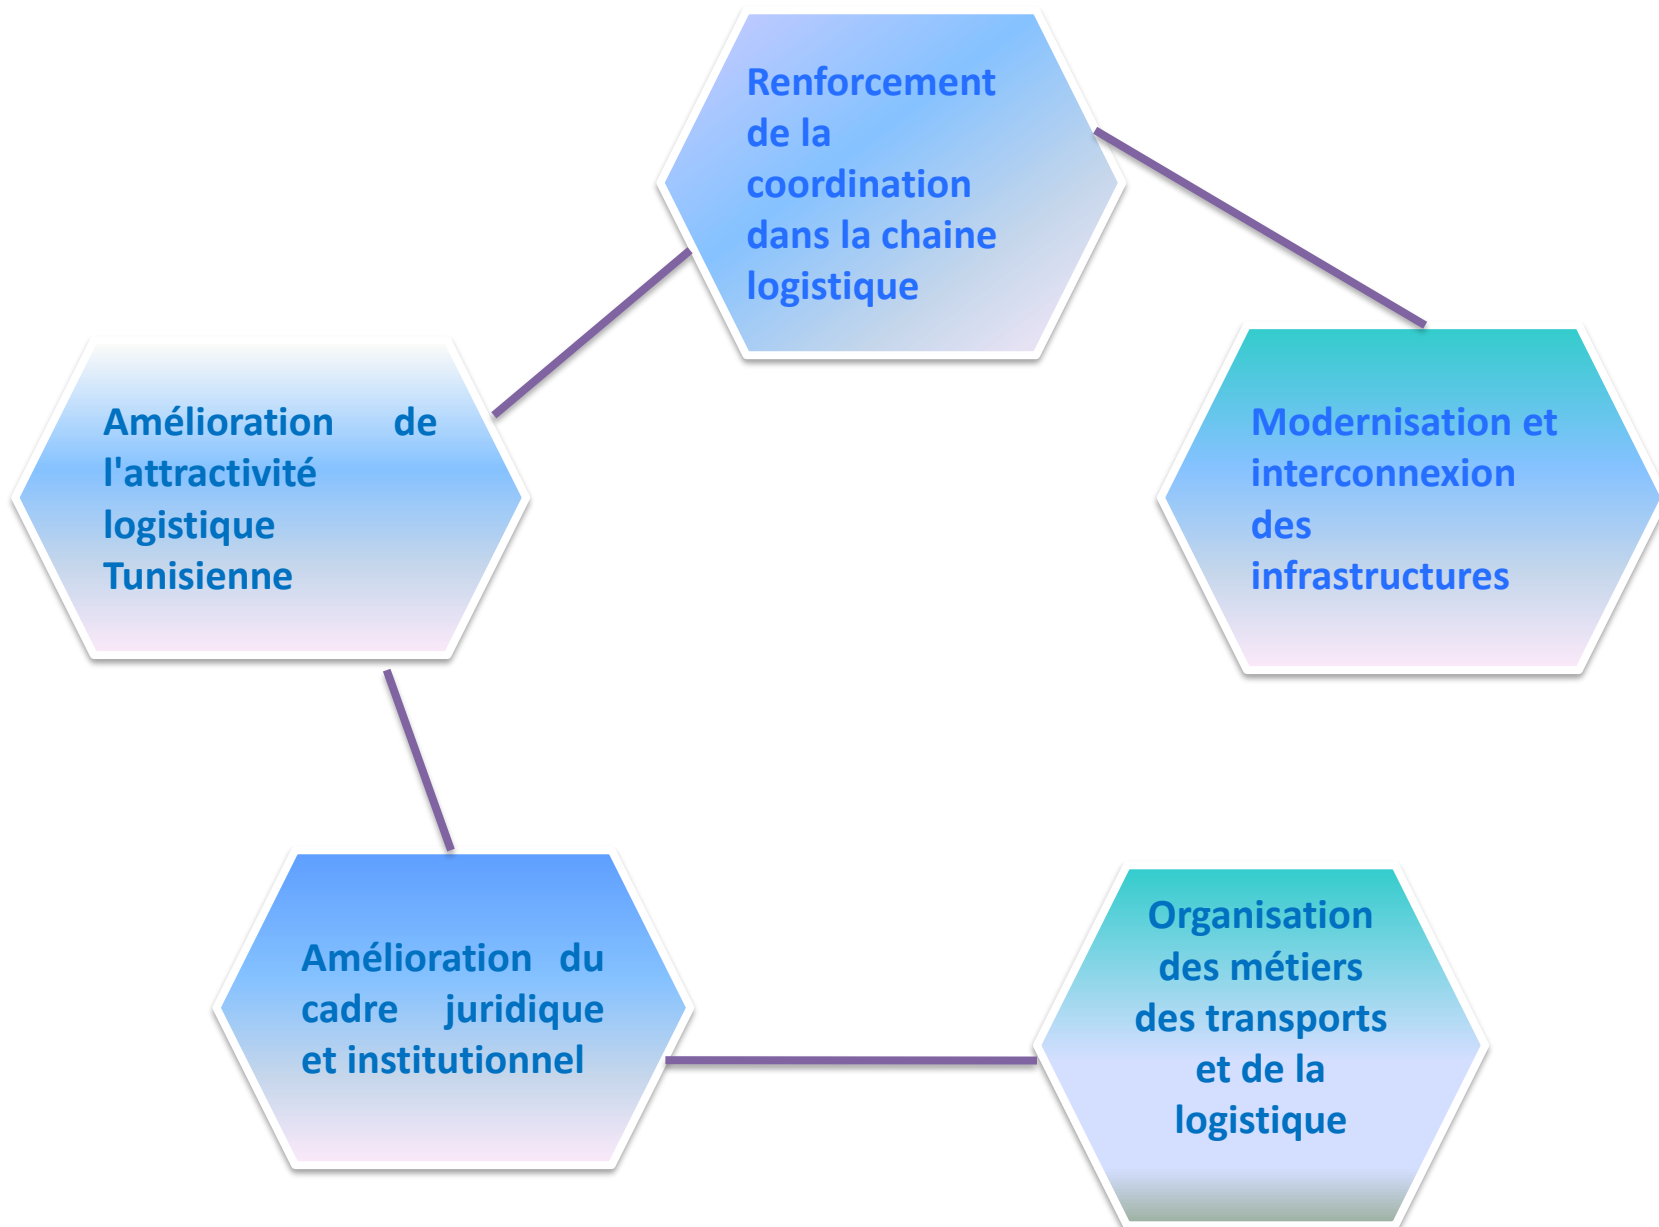 Renforcement
de la
coordination
dans la chaine
logistique
Amélioration de
l'attractivité
logistique
Tunisienne
Modernisation et
interconnexion
des
infrastructures
Amélioration du
cadre juridique
et institutionnel
Organisation
des métiers
des transports
et de la
logistique